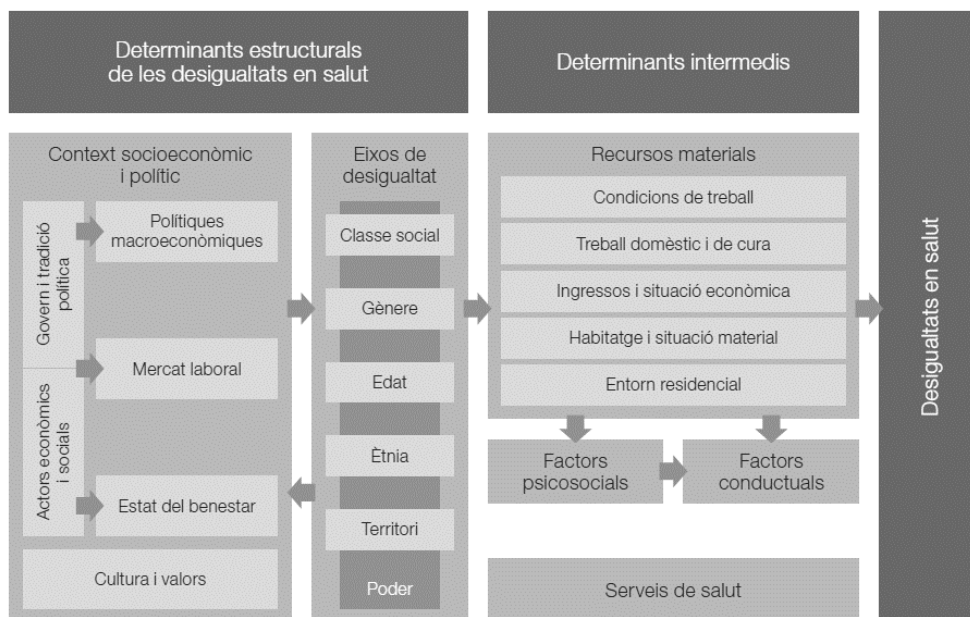 Determinants estructurals
de les desigualtats en salut
Determinants intermedis
Desigualtats en salut
Context socioeconòmic
i polític
Govern i tradició
política
Actors econòmics
i socials
Polítiques
macroeconòmiques
Mercat laboral
Estat del benestar
Cultura i valors
Eixos de
desigualtat
Classe social
Gènere
Edat
Ètnia
Territori
Poder
Recursos materials
Condicions de treball
Treball domèstic i de cura
Ingressos i situació econòmica
Habitatge i situació material
Entorn residencial
Factors
psicosocials
Factors
conductuals
Serveis de salut